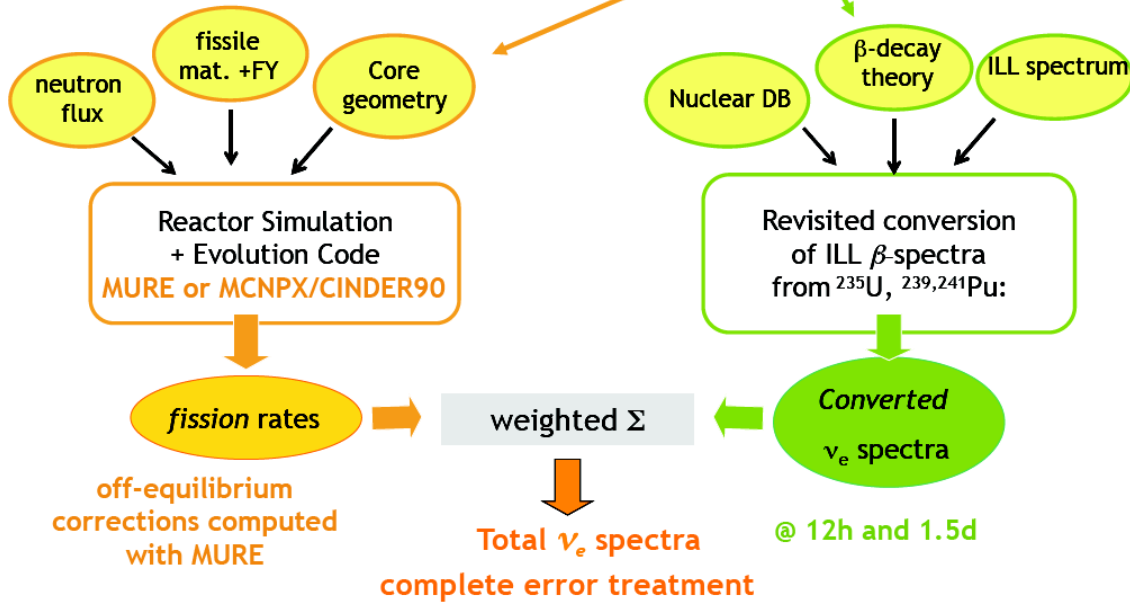 neutron
flux
fissile
mat. +FY
Core
geometry
Nuclear DB
β-decay
theory
ILL spectrum
Reactor Simulation
+ Evolution Code
MURE or MCNPX/CINDER90
Revisited conversion
of ILL β-spectra
from ²³⁵U, ²³⁹,²⁴¹Pu:
fission rates
weighted Σ
Converted
νₑ spectra
off-equilibrium
corrections computed
with MURE
Total νₑ spectra
complete error treatment
@ 12h and 1.5d